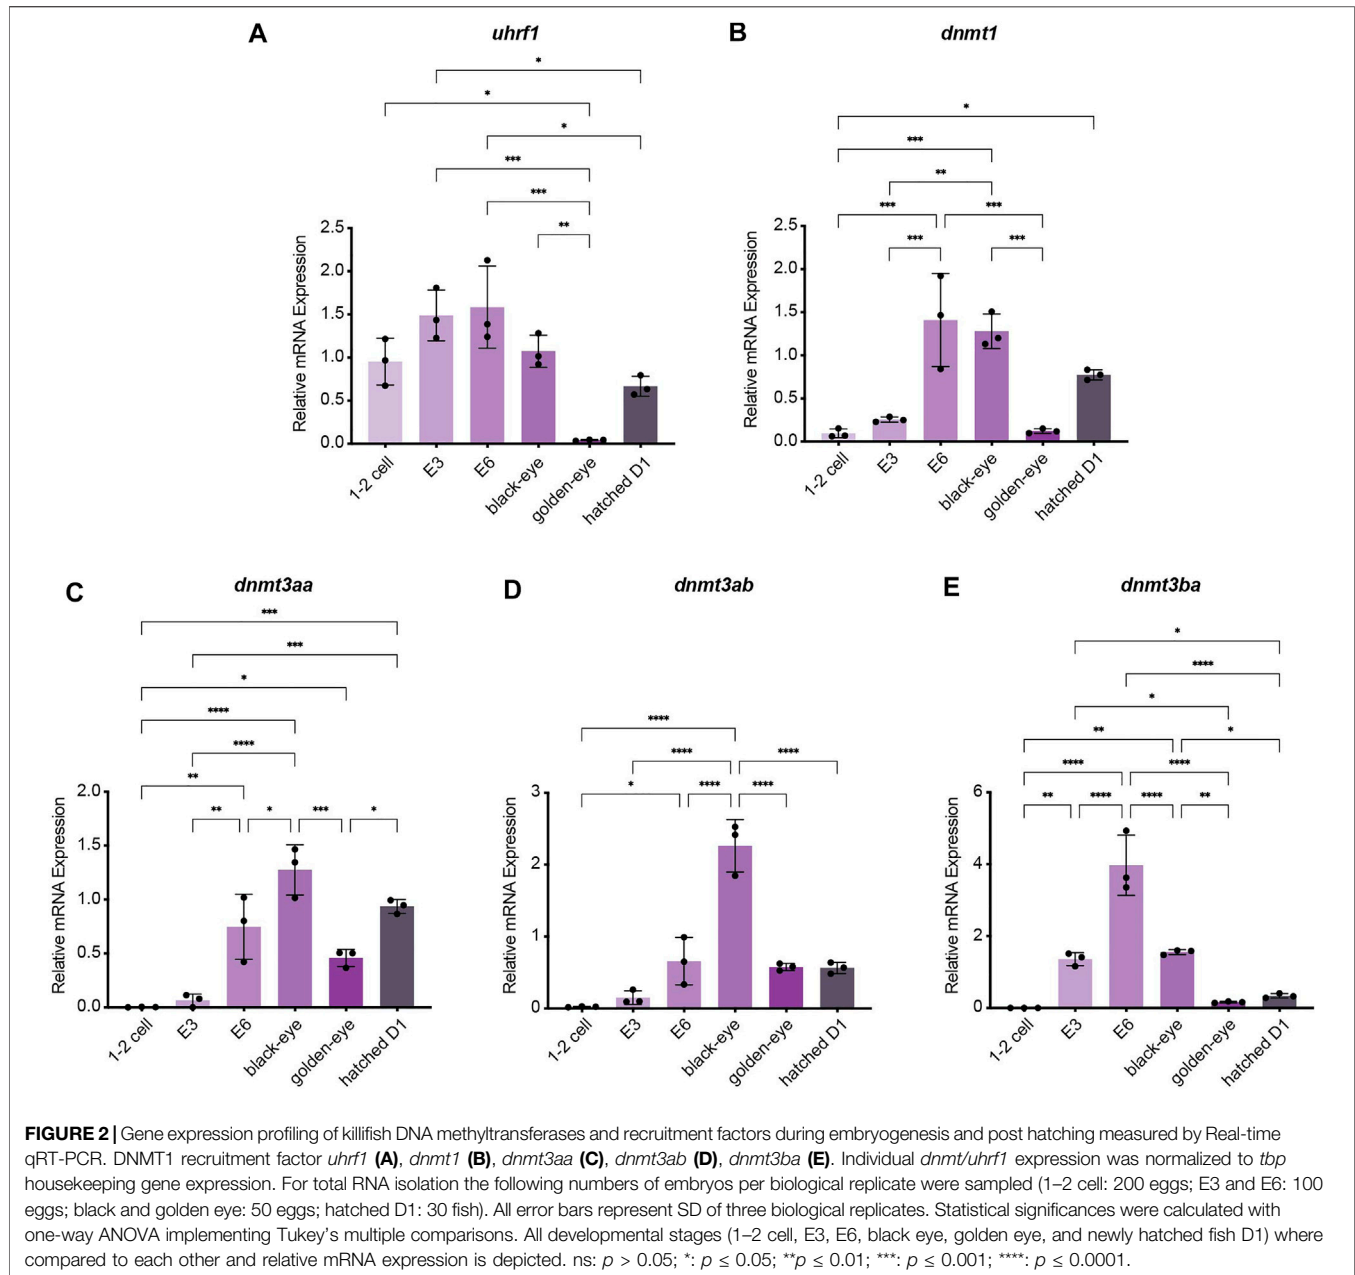 A
uhrf1
*
*
*
***
***
**
Relative mRNA Expression
2.5
2.0
1.5
1.0
0.5
0.0
1-2 cell
E3
E6
black-eye
golden-eye
hatched D1
B
dnmt1
*
***
**
***
***
***
***
Relative mRNA Expression
2.5
2.0
1.5
1.0
0.5
0.0
1-2 cell
E3
E6
black-eye
golden-eye
hatched D1
C
dnmt3aa
***
***
*
****
****
**
**
*
***
*
Relative mRNA Expression
2.0
1.5
1.0
0.5
0.0
1-2 cell
E3
E6
black-eye
golden-eye
hatched D1
D
dnmt3ab
****
****
****
*
****
****
Relative mRNA Expression
3
2
1
0
1-2 cell
E3
E6
black-eye
golden-eye
hatched D1
E
dnmt3ba
*
****
*
**
*
****
****
**
****
****
**
Relative mRNA Expression
6
4
2
0
1-2 cell
E3
E6
black-eye
golden-eye
hatched D1
FIGURE 2 | Gene expression profiling of killifish DNA methyltransferases and recruitment factors during embryogenesis and post hatching measured by Real-time
qRT-PCR. DNMT1 recruitment factor uhrf1 (A), dnmt1 (B), dnmt3aa (C), dnmt3ab (D), dnmt3ba (E). Individual dnmt/uhrf1 expression was normalized to tbp
housekeeping gene expression. For total RNA isolation the following numbers of embryos per biological replicate were sampled (1–2 cell: 200 eggs; E3 and E6: 100
eggs; black and golden eye: 50 eggs; hatched D1: 30 fish). All error bars represent SD of three biological replicates. Statistical significances were calculated with
one-way ANOVA implementing Tukey's multiple comparisons. All developmental stages (1–2 cell, E3, E6, black eye, golden eye, and newly hatched fish D1) where
compared to each other and relative mRNA expression is depicted. ns: p > 0.05; *: p ≤ 0.05; **p ≤ 0.01; ***: p ≤ 0.001; ****: p ≤ 0.0001.